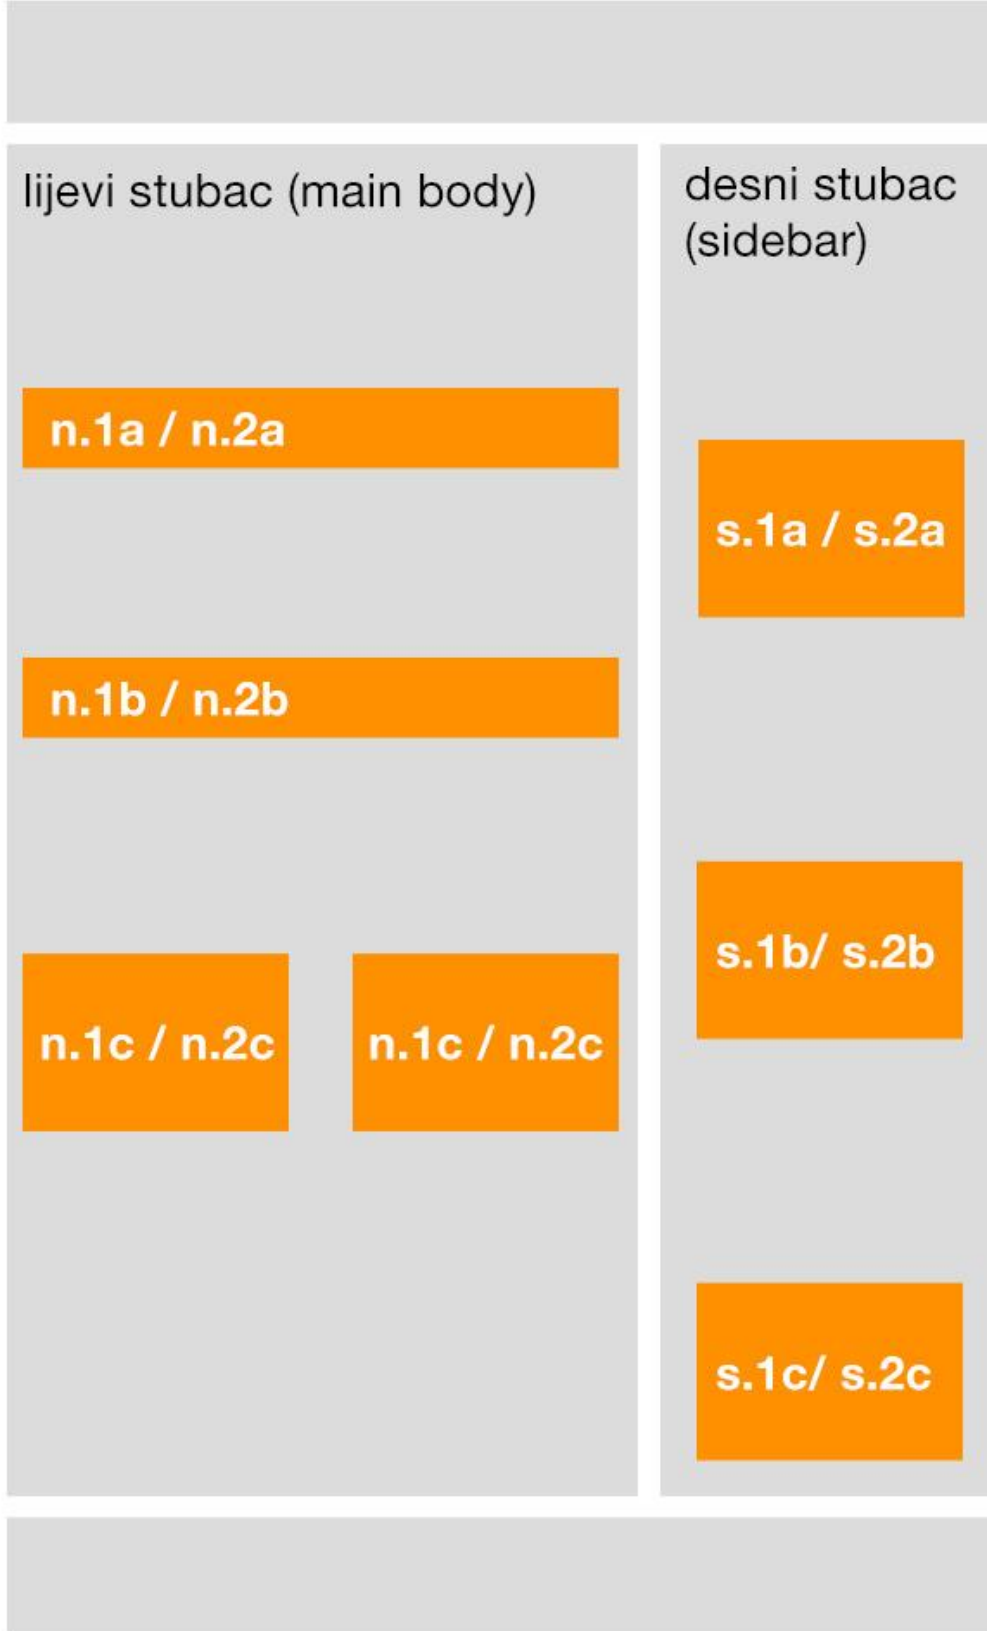 lijevi stubac (main body)
n.1a / n.2a
n.1b / n.2b
n.1c / n.2c
n.1c / n.2c
desni stubac
(sidebar)
s.1a / s.2a
s.1b/ s.2b
s.1c/ s.2c